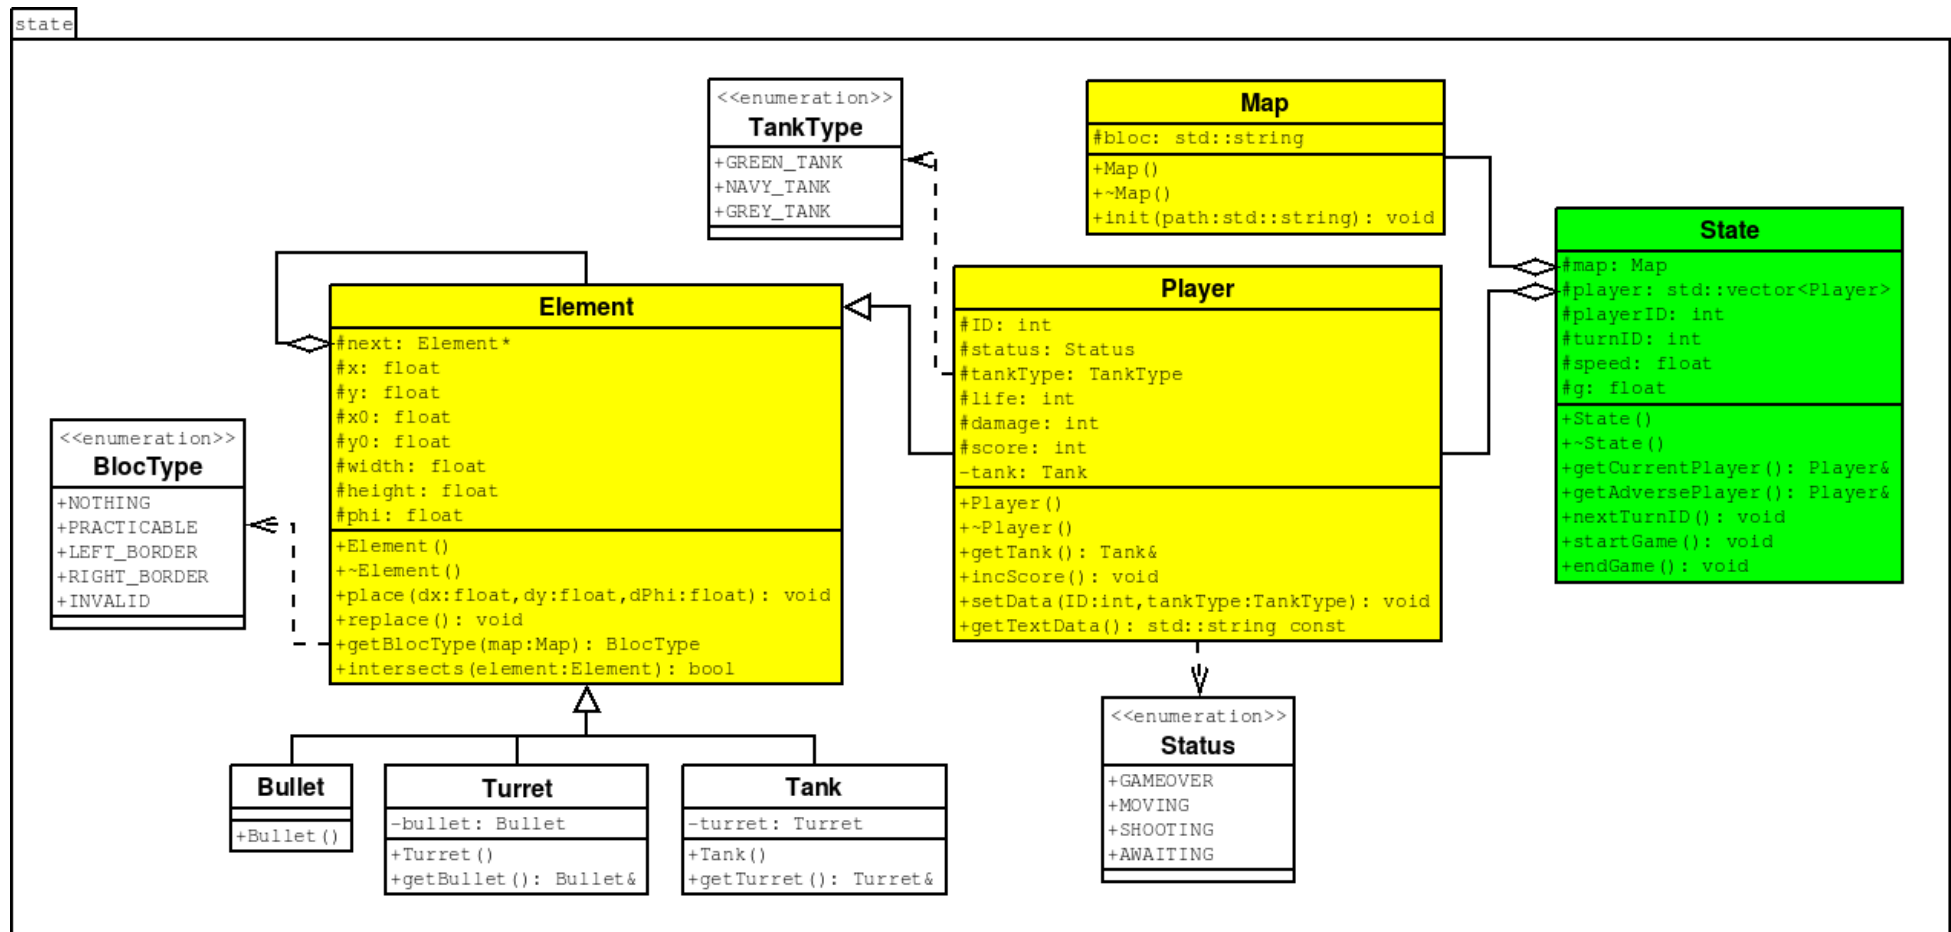 state
<<enumeration>>
TankType
+GREEN_TANK
+NAVY_TANK
+GREY_TANK
Map
#bloc: std::string
+Map()
+~Map()
+init(path:std::string): void
State
#map: Map
#player: std::vector<Player>
#playerID: int
#turnID: int
#speed: float
#g: float
+State()
+~State()
+getCurrentPlayer(): Player&
+getAdversePlayer(): Player&
+nextTurnID(): void
+startGame(): void
+endGame(): void
Element
#next: Element*
#x: float
#y: float
#x0: float
#y0: float
#width: float
#height: float
#phi: float
+Element()
+~Element()
+place(dx:float,dy:float,dPhi:float): void
+replace(): void
+getBlocType(map:Map): BlocType
+intersects(element:Element): bool
Player
#ID: int
#status: Status
#tankType: TankType
#life: int
#damage: int
#score: int
-tank: Tank
+Player()
+~Player()
+getTank(): Tank&
+incScore(): void
+setData(ID:int,tankType:TankType): void
+getTextData(): std::string const
<<enumeration>>
BlocType
+NOTHING
+PRACTICABLE
+LEFT_BORDER
+RIGHT_BORDER
+INVALID
Bullet
+Bullet()
Turret
-bullet: Bullet
+Turret()
+getBullet(): Bullet&
Tank
-turret: Turret
+Tank()
+getTurret(): Turret&
<<enumeration>>
Status
+GAMEOVER
+MOVING
+SHOOTING
+AWAITING